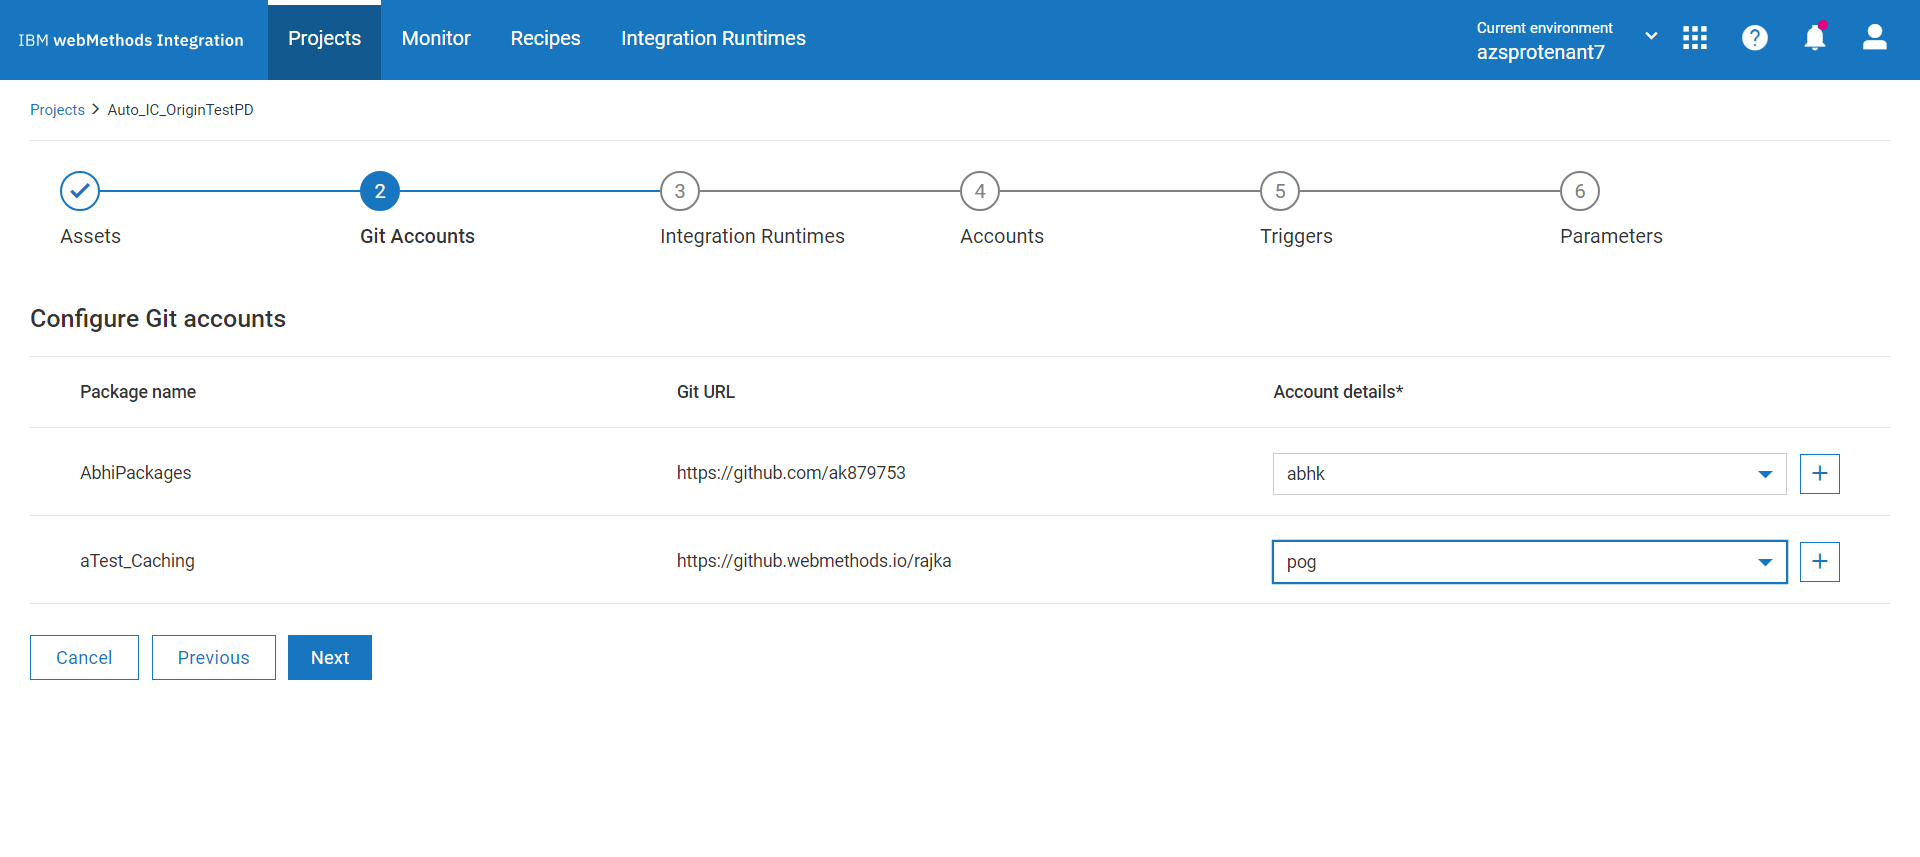 IBM webMethods Integration
Projects
Monitor
Recipes
Integration Runtimes
Current environment
azsprotenant7
Projects > Auto_IC_OriginTestPD
2
3
4
5
6
Assets
Git Accounts
Integration Runtimes
Accounts
Triggers
Parameters
Configure Git accounts
Package name
Git URL
Account details*
AbhiPackages
https://github.com/ak879753
abhk
aTest_Caching
https://github.webmethods.io/rajka
pog
Cancel
Previous
Next